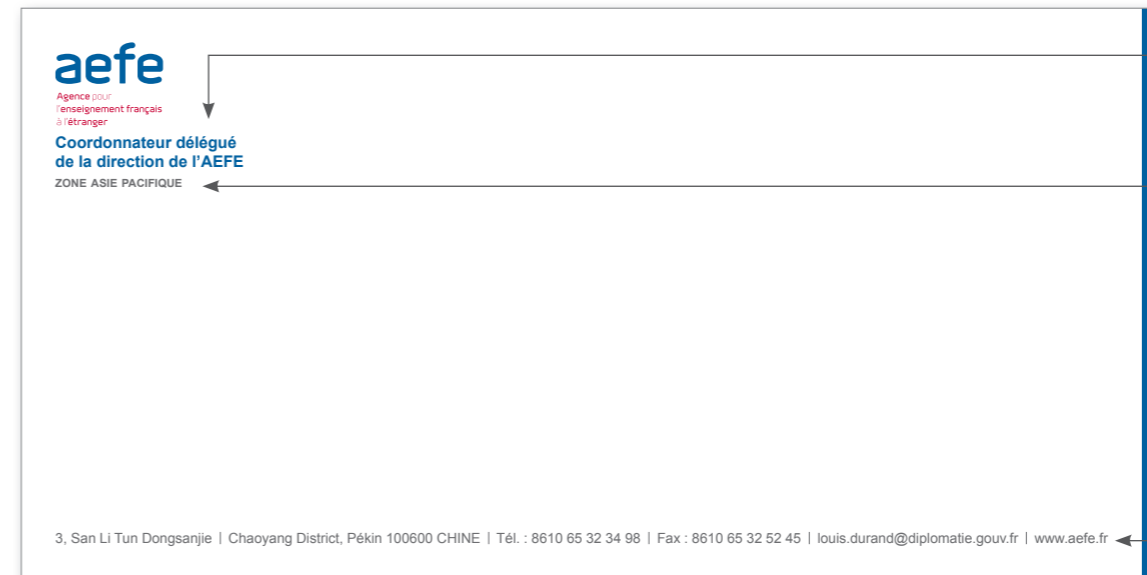 aefe
Agence pour
l'enseignement français
à l'étranger
Coordonnateur délégué
de la direction de l'AEFE
ZONE ASIE PACIFIQUE
3, San Li Tun Dongsanjie | Chaoyang District, Pékin 100600 CHINE | Tél. : 8610 65 32 34 98 | Fax : 8610 65 32 52 45 | louis.durand@diplomatie.gouv.fr | www.aefe.fr